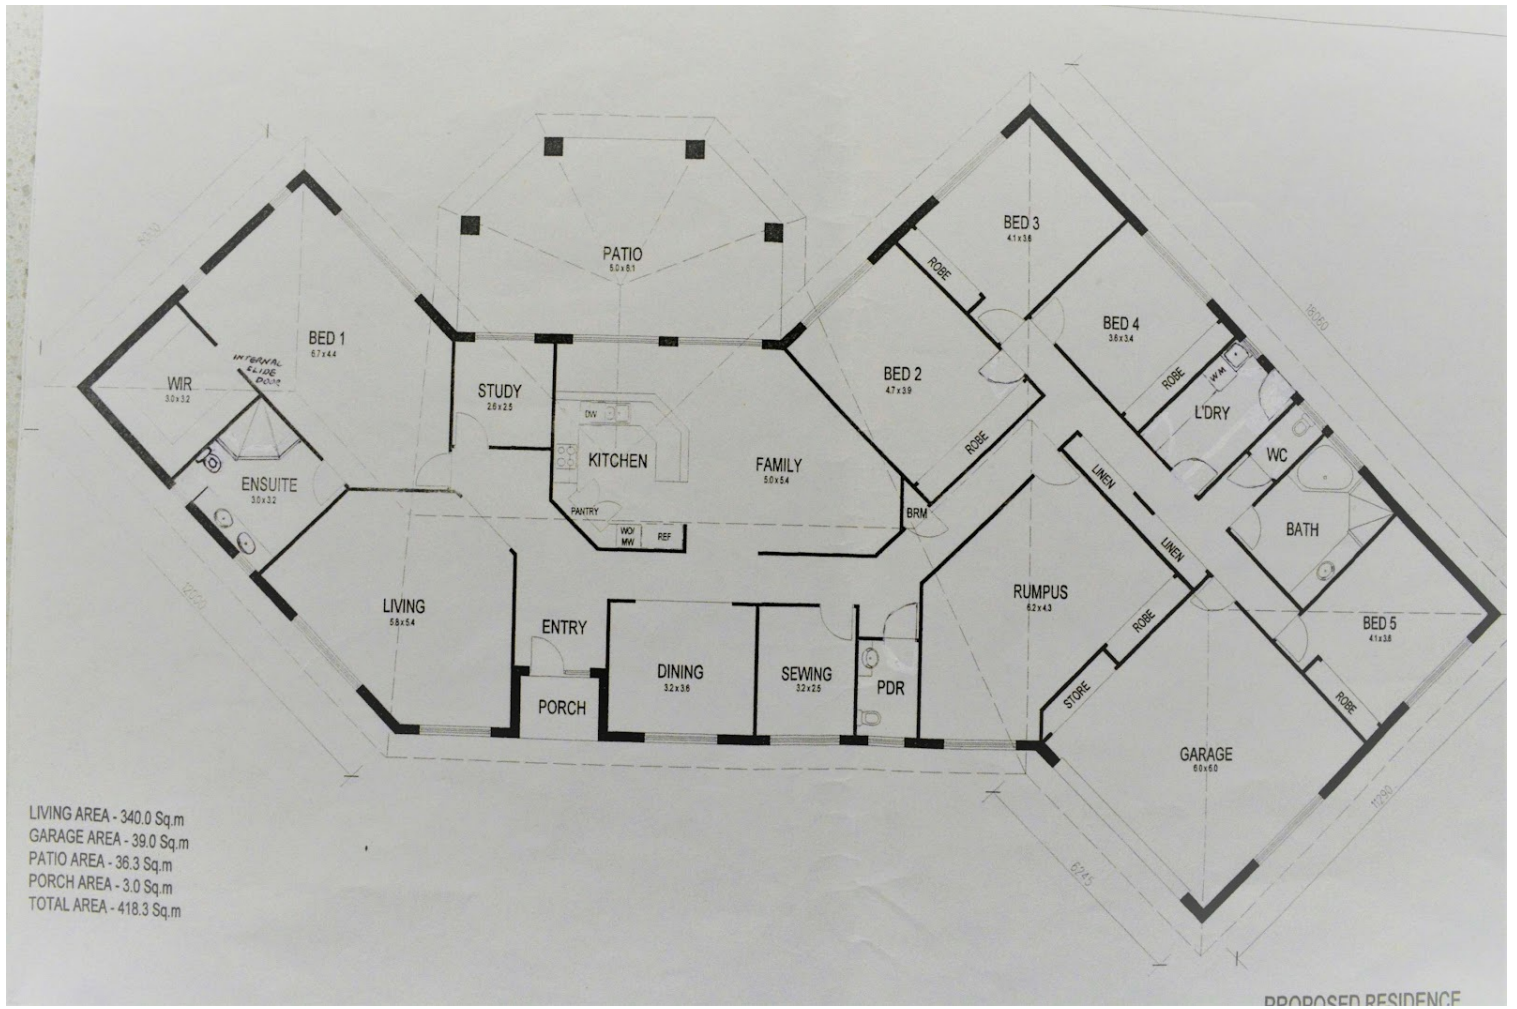 18060
BED 3
4.1 x 3.6
PATIO
6.0 x 6.1
ROBE
BED 1
6.7 x 4.4
BED 4
3.6 x 3.4
INTERNAL
SLIDE
DOOR
WIR
3.0 x 3.2
STUDY
2.6 x 2.5
BED 2
4.7 x 3.9
ROBE
W.M
L'DRY
DW
ROBE
KITCHEN
FAMILY
5.0 x 5.4
LINEN
WC
ENSUITE
3.0 x 3.2
PANTRY
BRM
BATH
WO/
MW
REF
LINEN
LIVING
5.8 x 5.4
RUMPUS
6.2 x 4.3
ENTRY
ROBE
BED 5
4.1 x 3.8
DINING
3.2 x 3.6
SEWING
3.2 x 2.5
PDR
STORE
ROBE
PORCH
GARAGE
6.0 x 6.0
11290
6245
LIVING AREA - 340.0 Sq.m
GARAGE AREA - 39.0 Sq.m
PATIO AREA - 36.3 Sq.m
PORCH AREA - 3.0 Sq.m
TOTAL AREA - 418.3 Sq.m
PROPOSED RESIDENCE